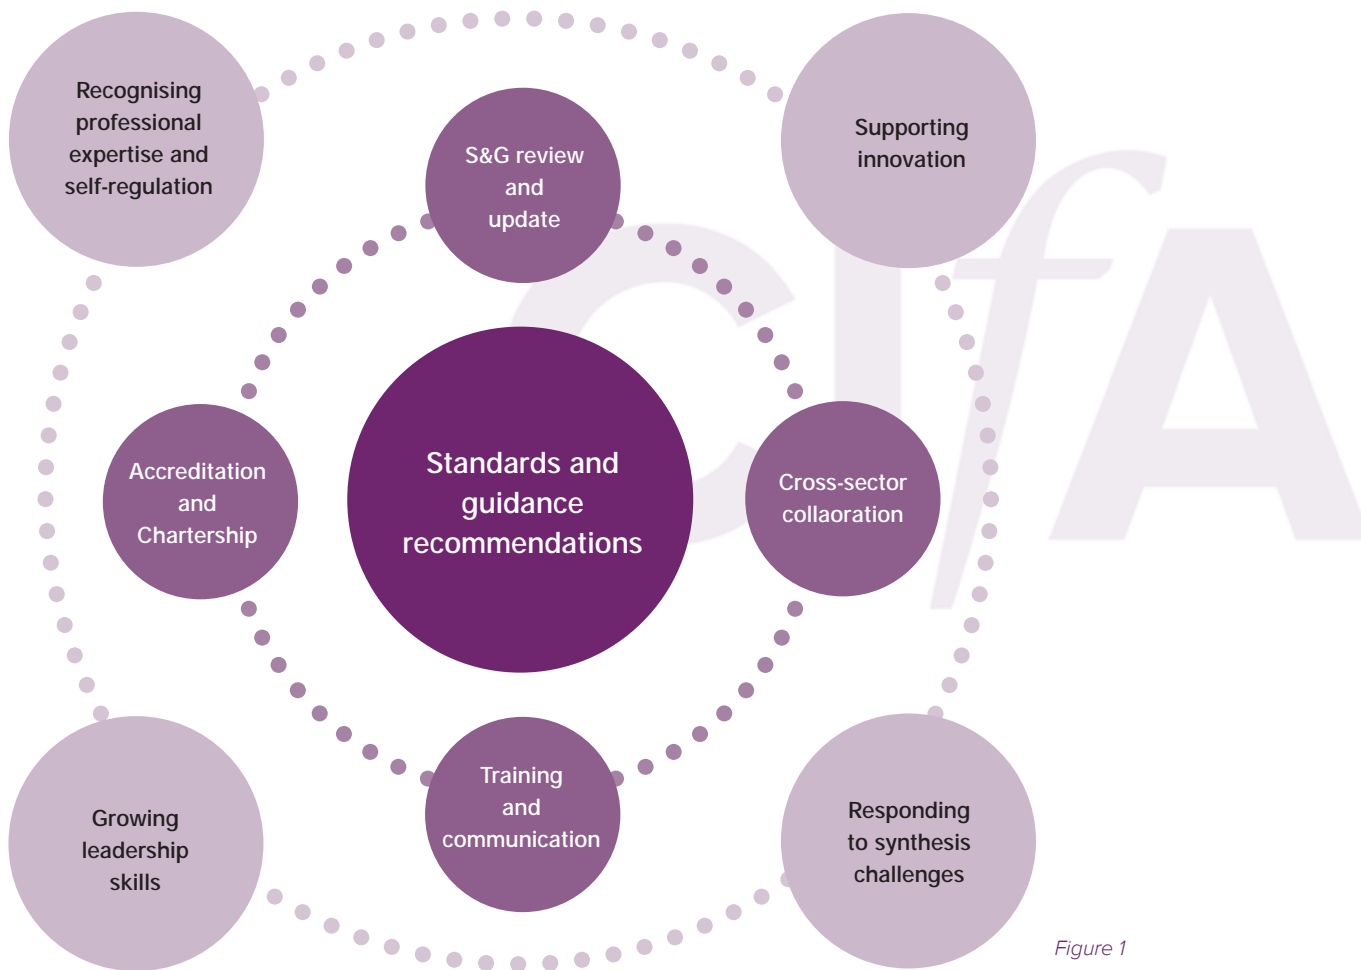 Recognising
professional
expertise and
self-regulation
S&G review
and
update
Supporting
innovation
Accreditation
and
Chartership
Standards and
guidance
recommendations
Cross-sector
collaoration
Growing
leadership
skills
Training
and
communication
Responding
to synthesis
challenges
Figure 1
CIfA